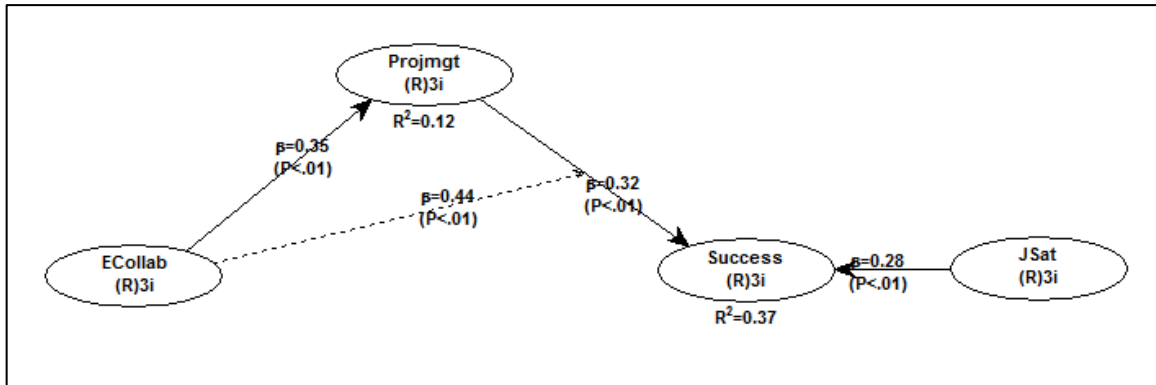 Projmgt
(R)3i
R²=0.12
β=0.35
(P<.01)
β=0.44
(P<.01)
β=0.32
(P<.01)
ECollab
(R)3i
Success
(R)3i
R²=0.37
β=0.28
(P<.01)
JSat
(R)3i